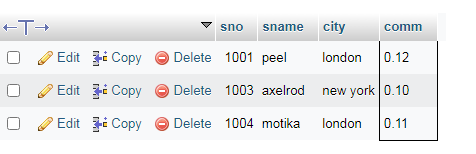 sno sname city comm
Edit Copy Delete 1001 peel london 0.12
Edit Copy Delete 1003 axelrod new york 0.10
Edit Copy Delete 1004 motika london 0.11